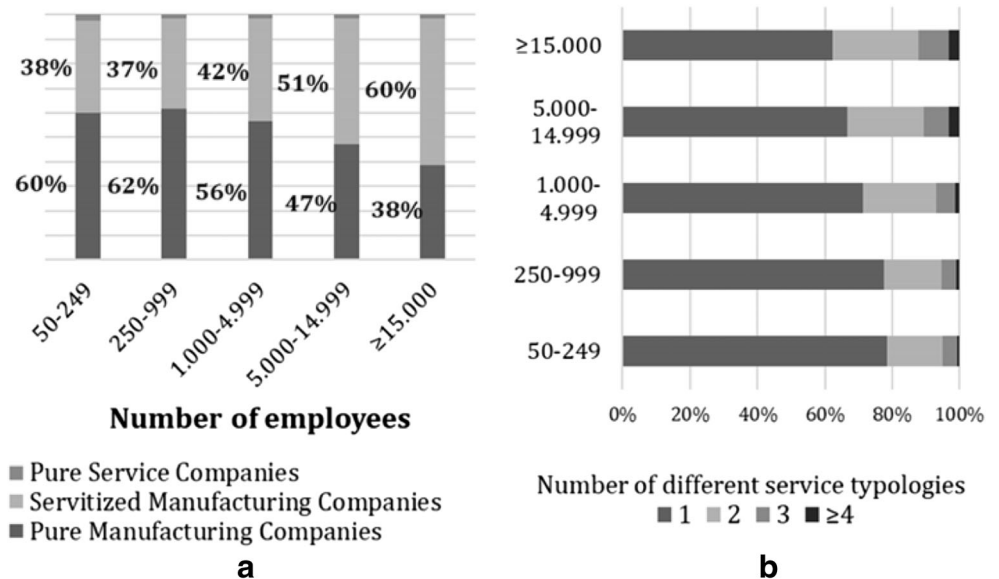 38% 37% 42% 51% 60%
60% 62% 56% 47% 38%
50-249
250-999
1.000-4.999
5.000-14.999
≥15.000
Number of employees
Pure Service Companies
Servitized Manufacturing Companies
Pure Manufacturing Companies
a
≥15.000
5.000-
14.999
1.000-
4.999
250-999
50-249
0% 20% 40% 60% 80% 100%
Number of different service typologies
1 2 3 ≥4
b